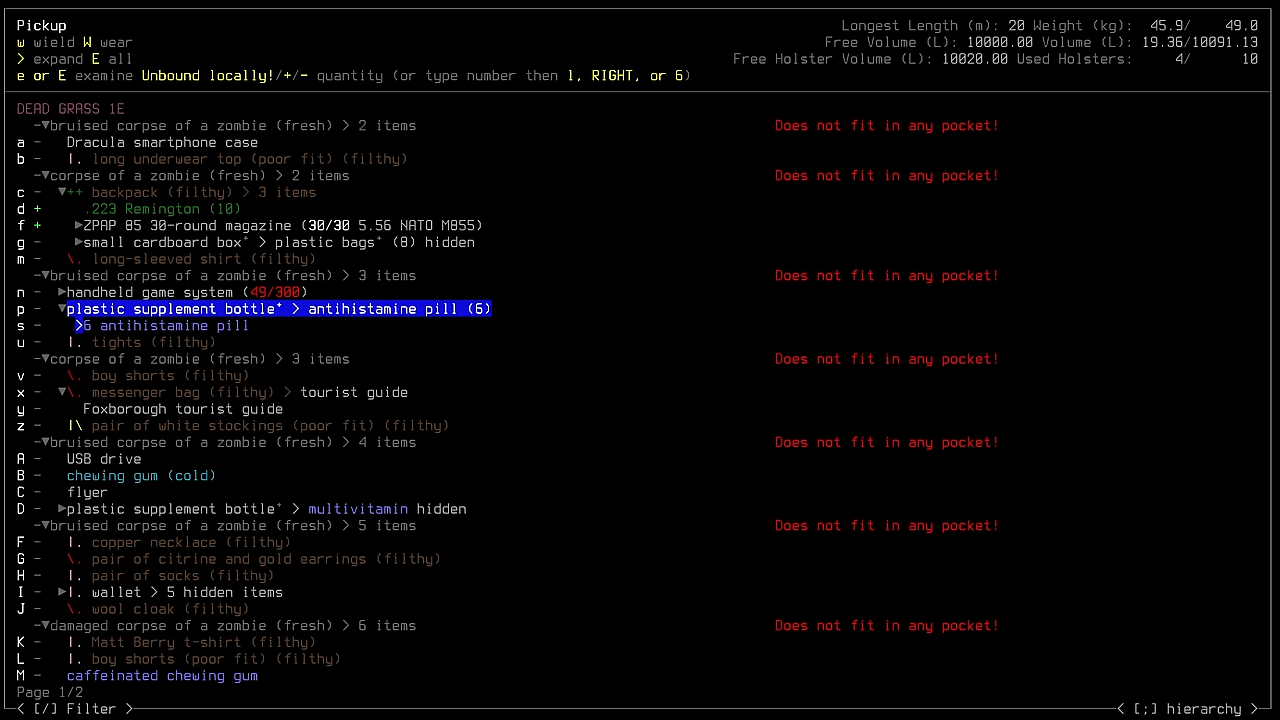 Pickup Longest Length (m): 20 Weight (kg): 45.9/ 49.0
w wield W wear Free Volume (L): 10000.00 Volume (L): 19.36/10091.13
> expand E all Free Holster Volume (L): 10020.00 Used Holsters: 4/ 10
e or E examine Unbound locally!/+/- quantity (or type number then l, RIGHT, or 6)
DEAD GRASS 1E
-▼bruised corpse of a zombie (fresh) > 2 items Does not fit in any pocket!
a - Dracula smartphone case
b - |. long underwear top (poor fit) (filthy)
-▼corpse of a zombie (fresh) > 2 items Does not fit in any pocket!
c - ▼++ backpack (filthy) > 3 items
d + .223 Remington (10)
f + ▶ZPAP 85 30-round magazine (30/30 5.56 NATO M855)
g - ▶small cardboard box⁺ > plastic bags⁺ (8) hidden
m - \. long-sleeved shirt (filthy)
-▼bruised corpse of a zombie (fresh) > 3 items Does not fit in any pocket!
n - ▶handheld game system (49/300)
p - ▼plastic supplement bottle⁺ > antihistamine pill (6)
s - >6 antihistamine pill
u - |. tights (filthy)
-▼corpse of a zombie (fresh) > 3 items Does not fit in any pocket!
v - \. boy shorts (filthy)
x - ▼\. messenger bag (filthy) > tourist guide
y - Foxborough tourist guide
z - |\ pair of white stockings (poor fit) (filthy)
-▼bruised corpse of a zombie (fresh) > 4 items Does not fit in any pocket!
A - USB drive
B - chewing gum (cold)
C - flyer
D - ▶plastic supplement bottle⁺ > multivitamin hidden
-▼bruised corpse of a zombie (fresh) > 5 items Does not fit in any pocket!
F - |. copper necklace (filthy)
G - \. pair of citrine and gold earrings (filthy)
H - |. pair of socks (filthy)
I - ▶|. wallet > 5 hidden items
J - \. wool cloak (filthy)
-▼damaged corpse of a zombie (fresh) > 6 items Does not fit in any pocket!
K - |. Matt Berry t-shirt (filthy)
L - |. boy shorts (poor fit) (filthy)
M - caffeinated chewing gum
Page 1/2
< [/] Filter > < [;] hierarchy >